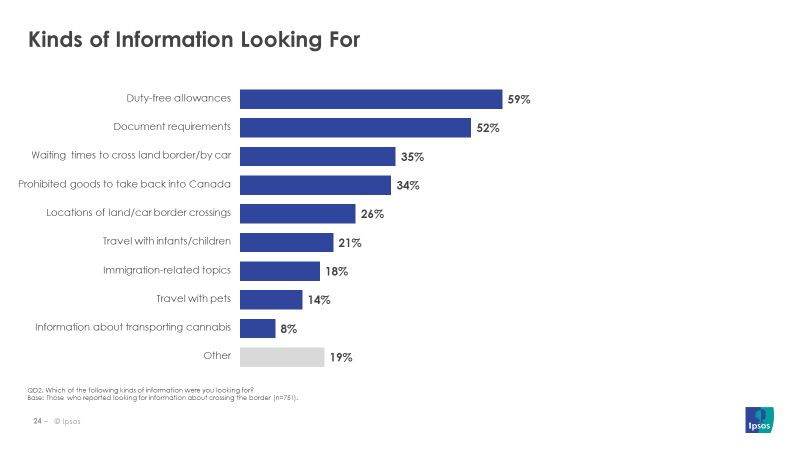 Kinds of Information Looking For
Duty-free allowances 59%
Document requirements 52%
Waiting times to cross land border/by car 35%
Prohibited goods to take back into Canada 34%
Locations of land/car border crossings 26%
Travel with infants/children 21%
Immigration-related topics 18%
Travel with pets 14%
Information about transporting cannabis 8%
Other 19%
QD2. Which of the following kinds of information were you looking for?
Base: Those who reported looking for information about crossing the border (n=751).
24 – © Ipsos
Ipsos